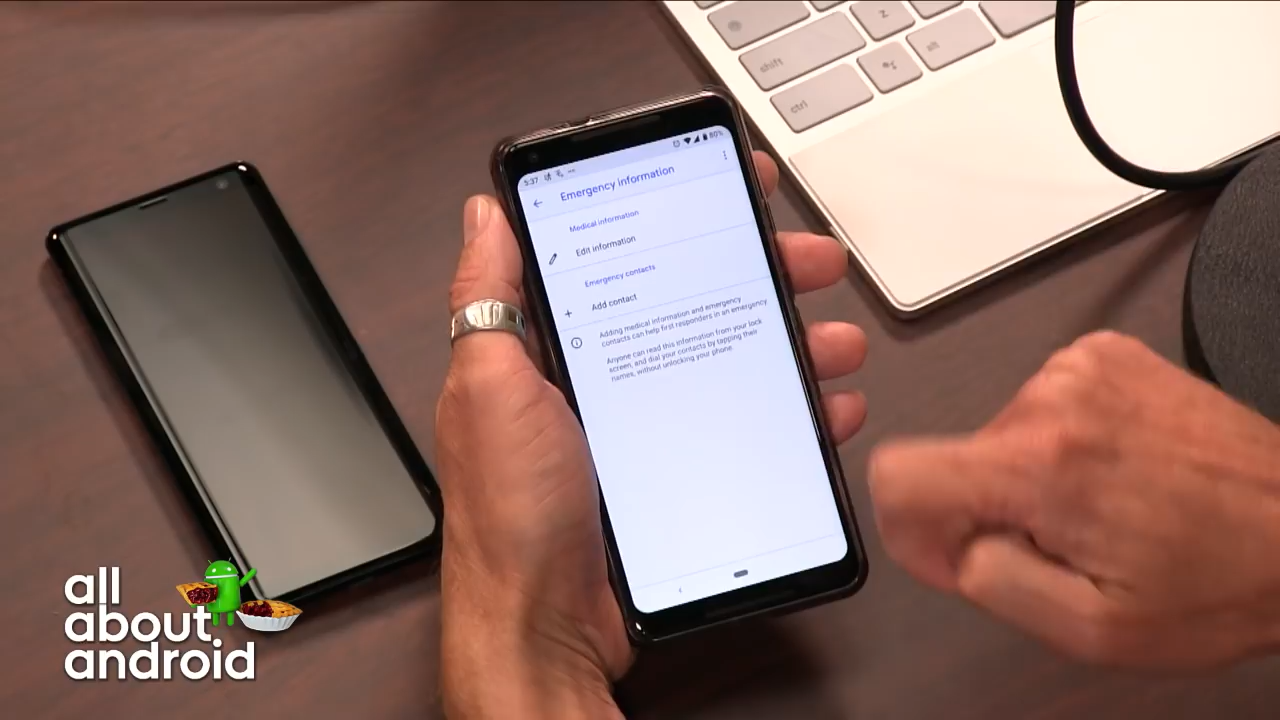 z
shift
alt
ctrl
5:37
80%
Emergency information
Medical information
Edit information
Emergency contacts
Add contact
Adding medical information and emergency
contacts can help first responders in an emergency
Anyone can read this information from your lock
screen, and dial your contacts by tapping their
names, without unlocking your phone.
all
about
android